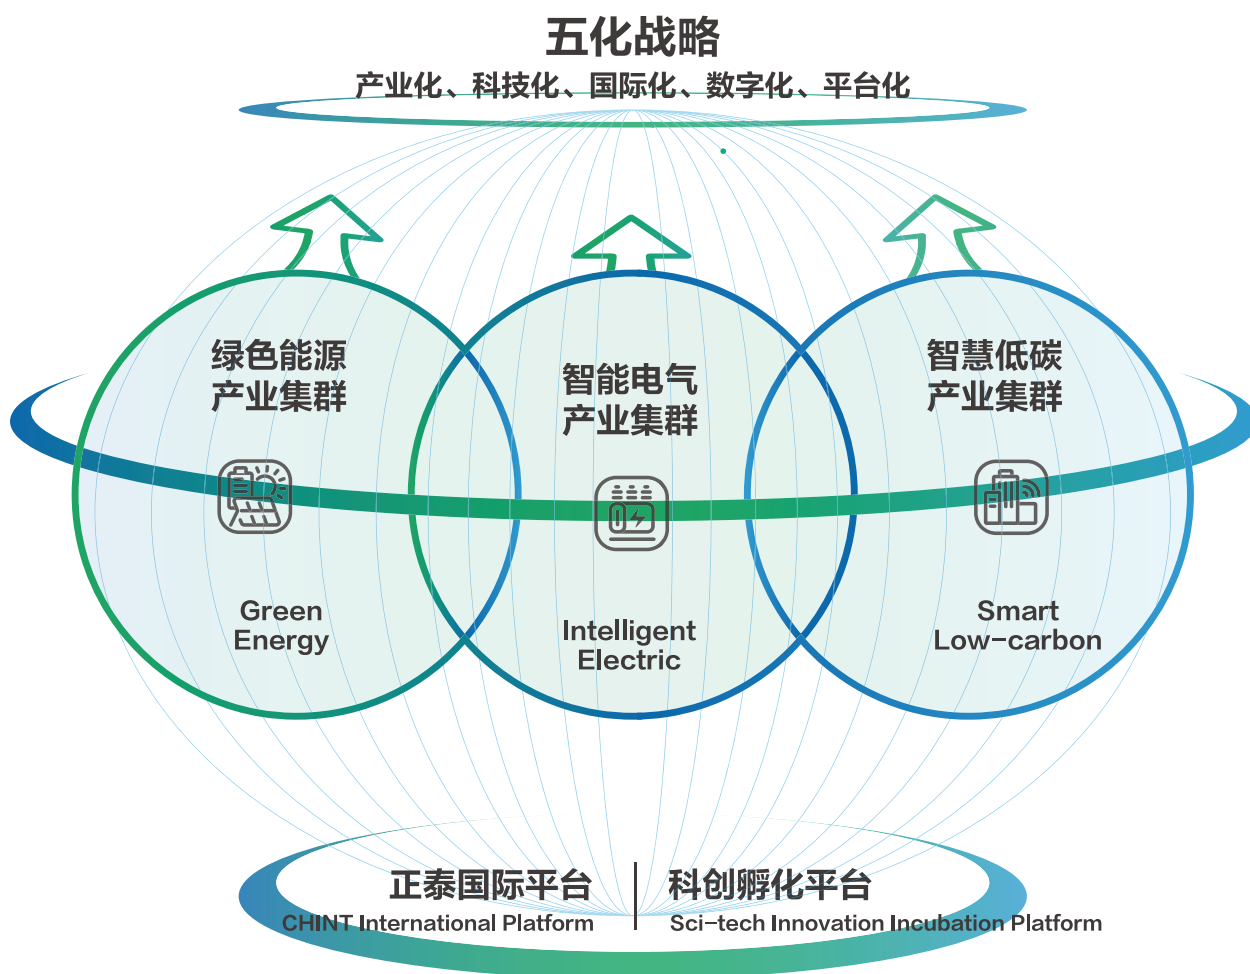 五化战略
产业化、科技化、国际化、数字化、平台化
绿色能源
产业集群
Green
Energy
智能电气
产业集群
Intelligent
Electric
智慧低碳
产业集群
Smart
Low-carbon
正泰国际平台
CHINT International Platform
科创孵化平台
Sci-tech Innovation Incubation Platform